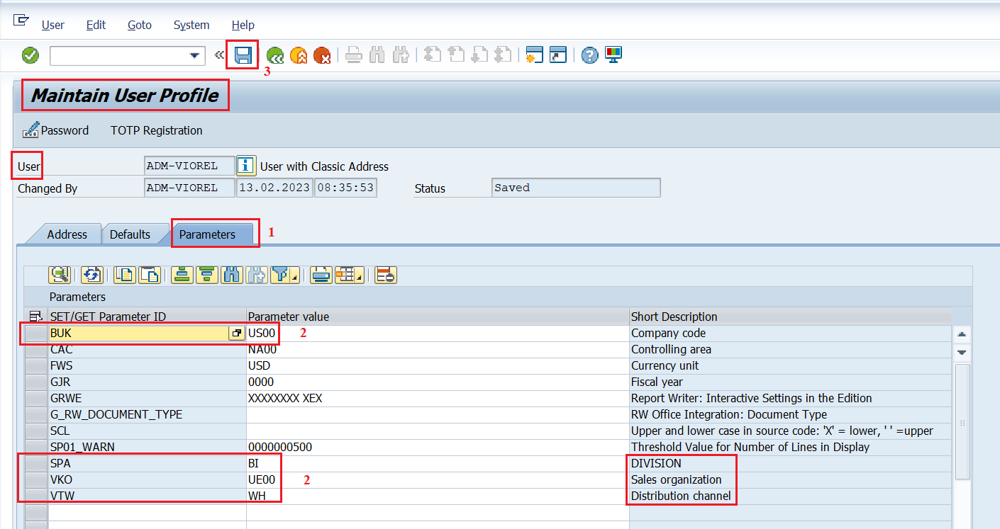 User Edit Goto System Help
3
Maintain User Profile
Password TOTP Registration
User ADM-VIOREL User with Classic Address
Changed By ADM-VIOREL 13.02.2023 08:35:53 Status Saved
Address Defaults Parameters 1
Parameters
SET/GET Parameter ID Parameter value Short Description
BUK US00 2 Company code
CAC NA00 Controlling area
FWS USD Currency unit
GJR 0000 Fiscal year
GRWE XXXXXXXX XEX Report Writer: Interactive Settings in the Edition
G_RW_DOCUMENT_TYPE RW Office Integration: Document Type
SCL Upper and lower case in source code: 'X' = lower, ' ' =upper
SP01_WARN 0000000500 Threshold Value for Number of Lines in Display
SPA BI DIVISION
VKO UE00 2 Sales organization
VTW WH Distribution channel